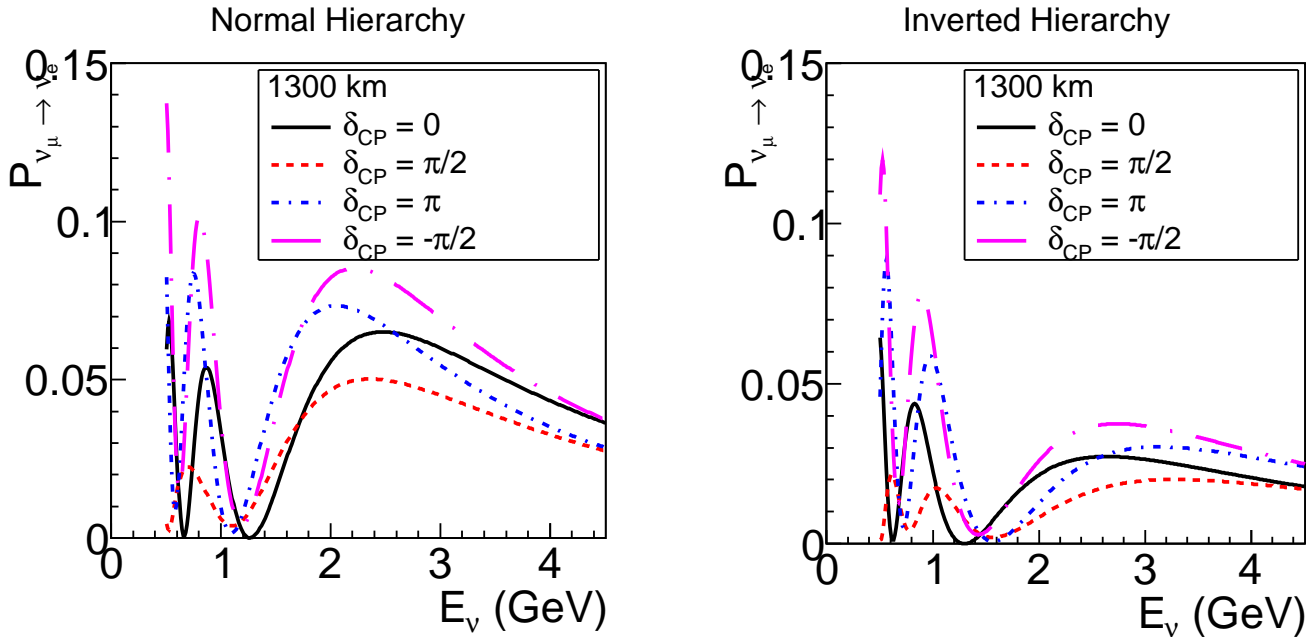 Normal Hierarchy
P_{ν_μ → ν_e}
0.15
0.1
0.05
0
1300 km
δ_CP = 0
δ_CP = π/2
δ_CP = π
δ_CP = -π/2
0 1 2 3 4
E_ν (GeV)
Inverted Hierarchy
P_{ν_μ → ν_e}
0.15
0.1
0.05
0
1300 km
δ_CP = 0
δ_CP = π/2
δ_CP = π
δ_CP = -π/2
0 1 2 3 4
E_ν (GeV)